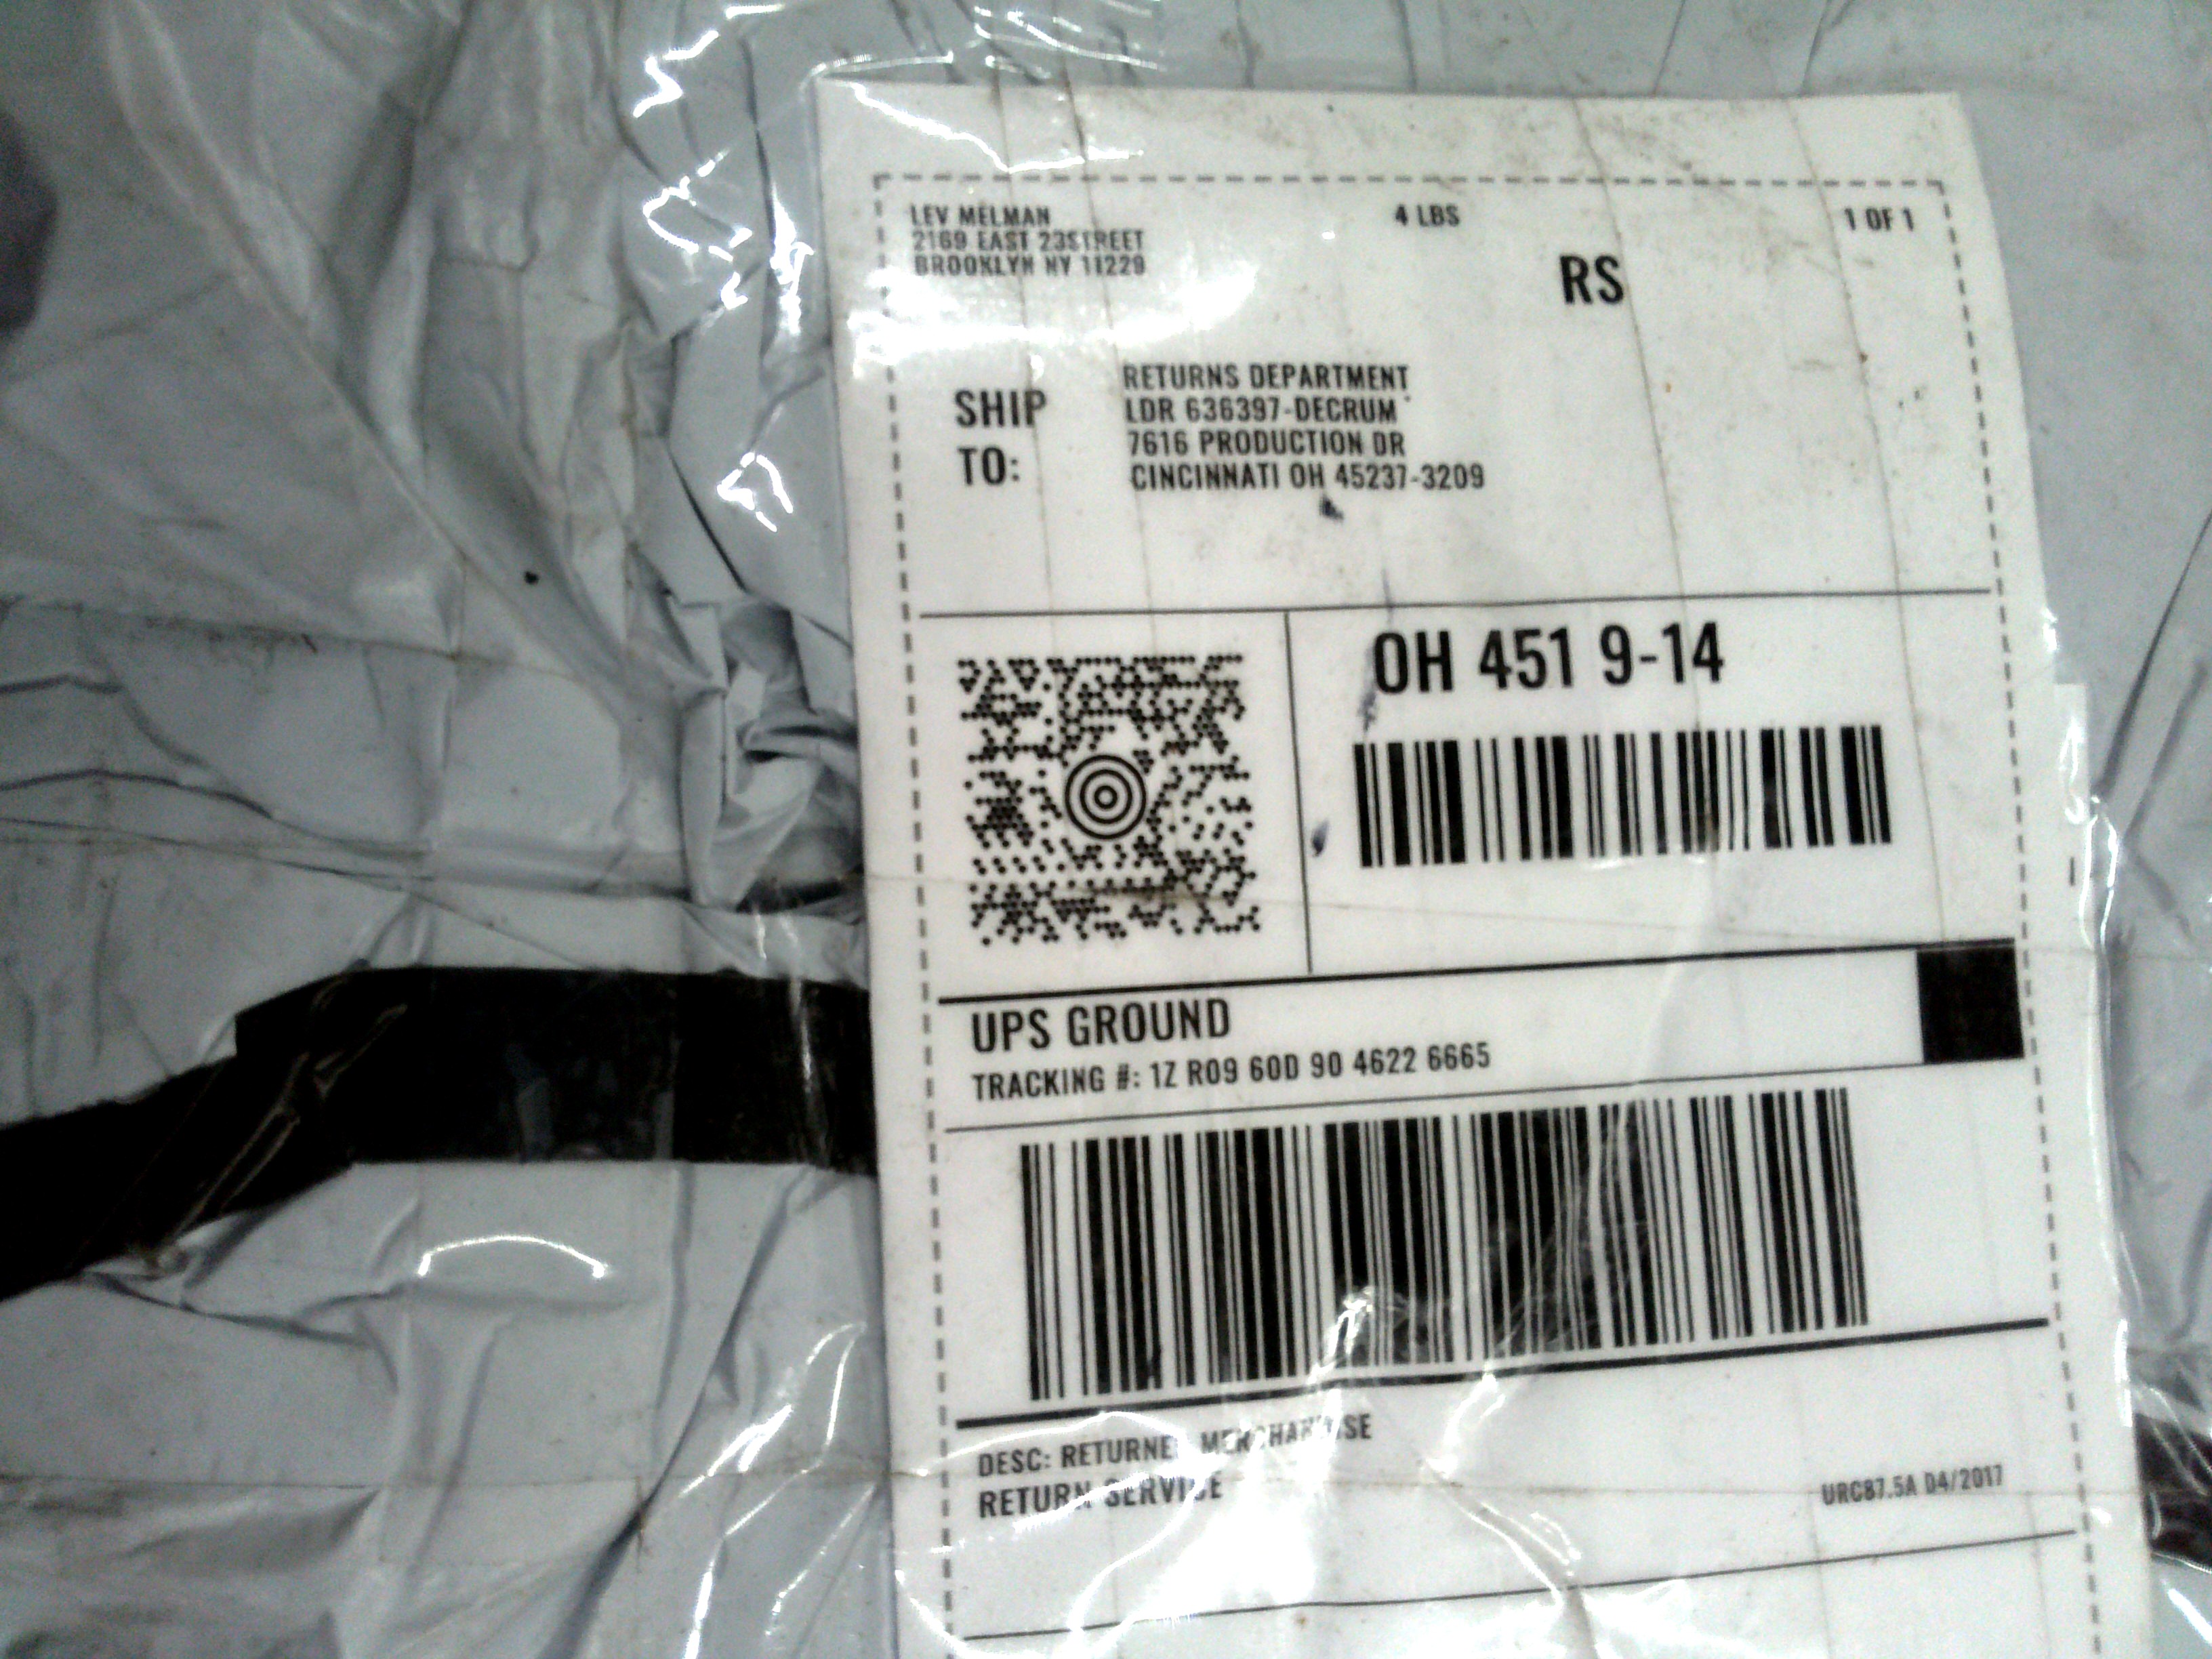 LEV MELMAN
2169 EAST 23STREET
BROOKLYN NY 11229
4 LBS
1 OF 1
RS
SHIP
TO:
RETURNS DEPARTMENT
LDR 636397-DECRUM
7616 PRODUCTION DR
CINCINNATI OH 45237-3209
OH 451 9-14
UPS GROUND
TRACKING #: 1Z R09 60D 90 4622 6665
DESC: RETURNED MERCHANDISE
RETURN SERVICE
URC87.5A 04/2017